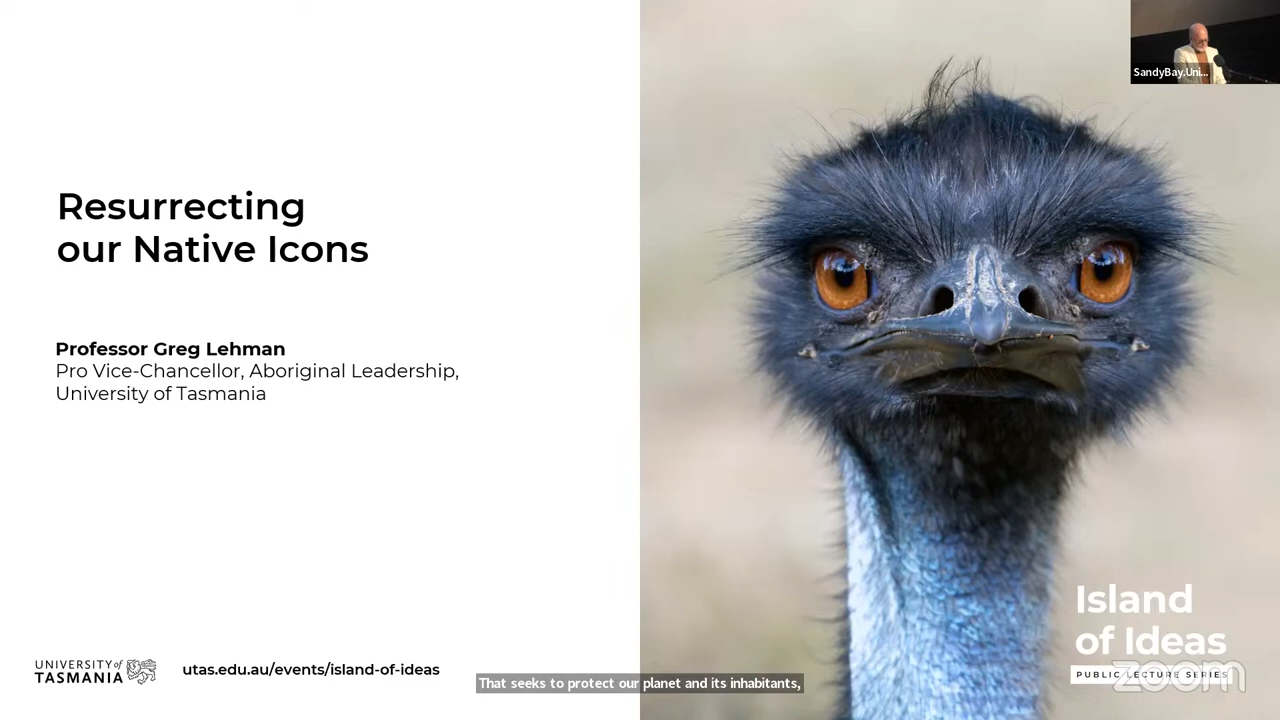 SandyBay.Uni...
Resurrecting
our Native Icons
Professor Greg Lehman
Pro Vice-Chancellor, Aboriginal Leadership,
University of Tasmania
Island
of Ideas
PUBLIC LECTURE SERIES
zoom
UNIVERSITY of
TASMANIA
utas.edu.au/events/island-of-ideas
That seeks to protect our planet and its inhabitants,